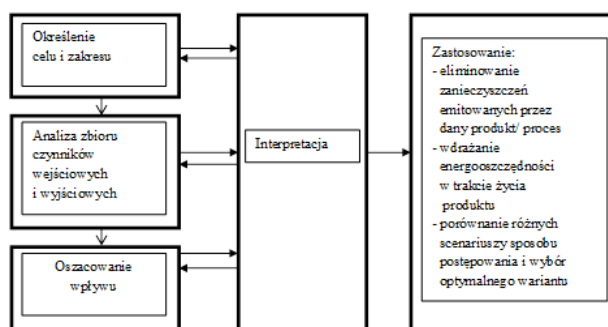 Określenie
celu i zakresu
Analiza zbioru
czynników
wejściowych
i wyjściowych
Oszacowanie
wpływu
Interpretacja
Zastosowanie:
- eliminowanie
zanieczyszczeń
emitowanych przez
dany produkt/ proces
- wdrażanie
energooszczędności
w trakcie życia
produktu
- porównanie różnych
scenariuszy sposobu
postępowania i wybór
optymalnego wariantu